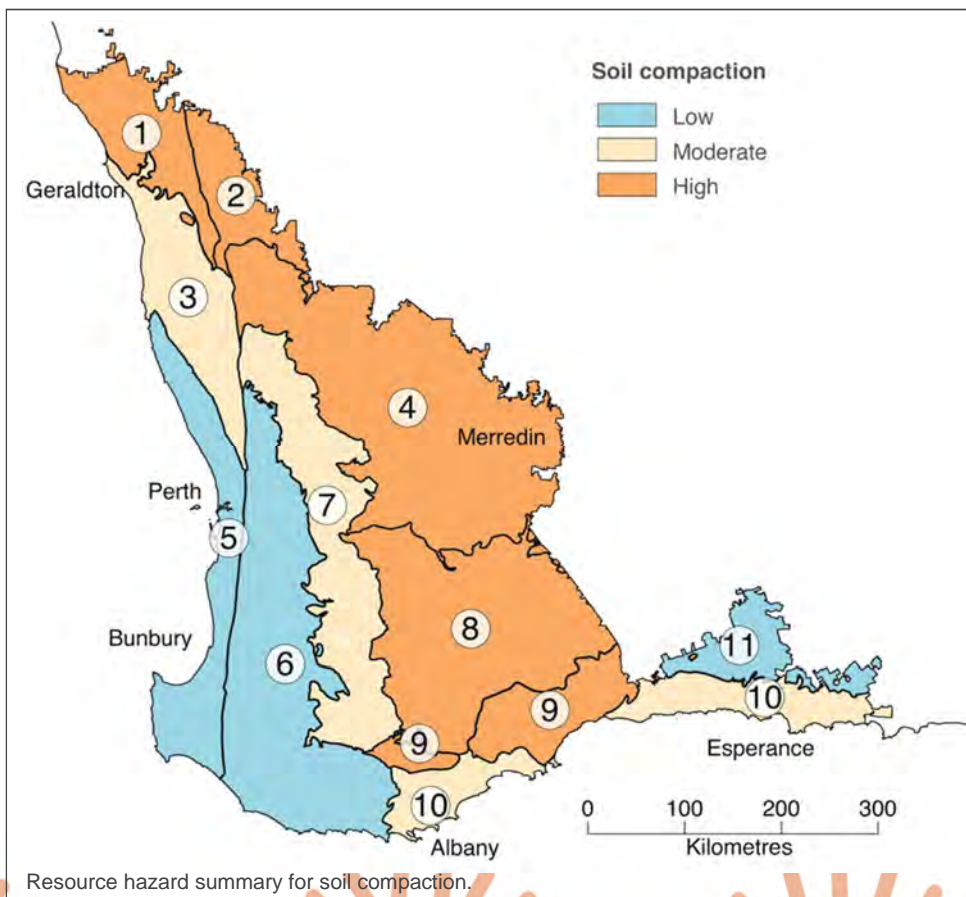 Soil compaction
Low
Moderate
High
1
Geraldton
2
3
4
Merredin
Perth
7
5
8
Bunbury
6
11
9
10
9
Esperance
10
0 100 200 300
Kilometres
Albany
Resource hazard summary for soil compaction.